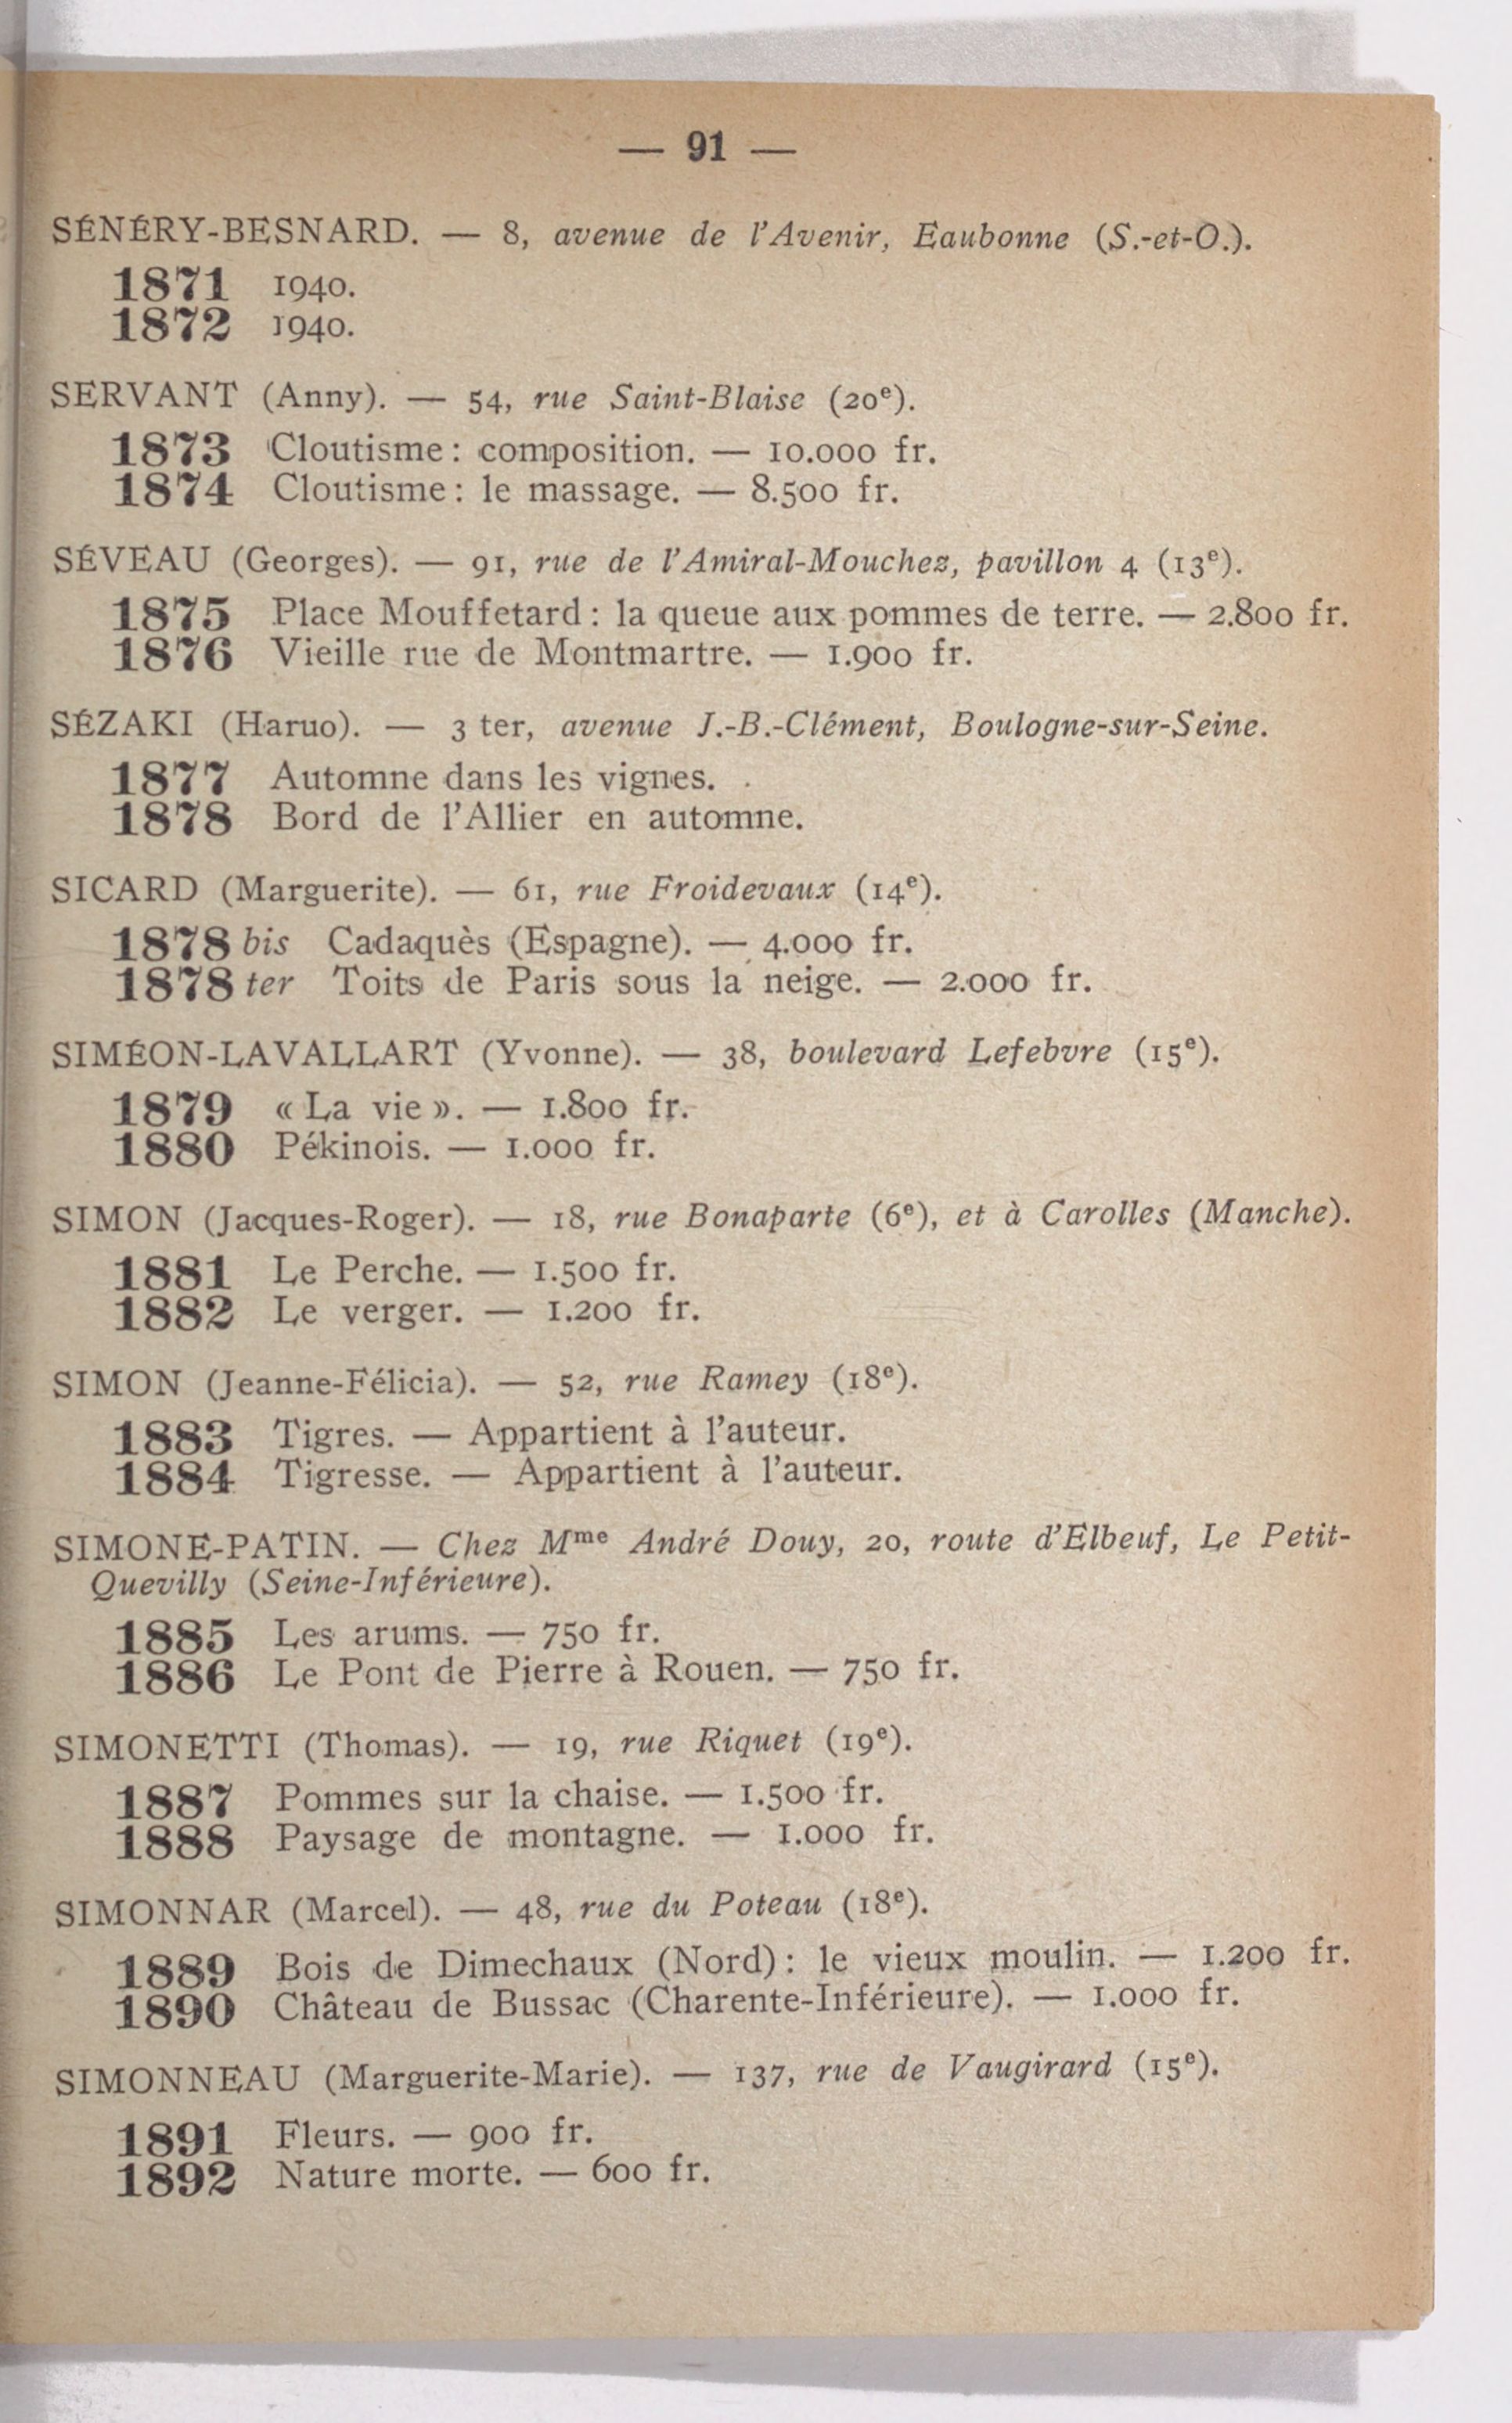 — 91 —
SÉNÉRY-BESNARD. — 8, avenue de l'Avenir, Eaubonne (S.-et-O.).
1871 1940.
1872 1940.
SERVANT (Anny). — 54, rue Saint-Blaise (20e).
1873 Cloutisme : composition. — 10.000 fr.
1874 Cloutisme : le massage. — 8.500 fr.
SÉVEAU (Georges). — 91, rue de l'Amiral-Mouchez, pavillon 4 (13e).
1875 Place Mouffetard : la queue aux pommes de terre. — 2.800 fr.
1876 Vieille rue de Montmartre. — 1.900 fr.
SÉZAKI (Haruo). — 3 ter, avenue J.-B.-Clément, Boulogne-sur-Seine.
1877 Automne dans les vignes.
1878 Bord de l'Allier en automne.
SICARD (Marguerite). — 61, rue Froidevaux (14e).
1878 bis Cadaquès (Espagne). — 4.000 fr.
1878 ter Toits de Paris sous la neige. — 2.000 fr.
SIMÉON-LAVALLART (Yvonne). — 38, boulevard Lefebvre (15e).
1879 « La vie ». — 1.800 fr.
1880 Pékinois. — 1.000 fr.
SIMON (Jacques-Roger). — 18, rue Bonaparte (6e), et à Carolles (Manche).
1881 Le Perche. — 1.500 fr.
1882 Le verger. — 1.200 fr.
SIMON (Jeanne-Félicia). — 52, rue Ramey (18e).
1883 Tigres. — Appartient à l'auteur.
1884 Tigresse. — Appartient à l'auteur.
SIMONE-PATIN. — Chez Mme André Douy, 20, route d'Elbeuf, Le Petit-
Quevilly (Seine-Inférieure).
1885 Les arums. — 750 fr.
1886 Le Pont de Pierre à Rouen. — 750 fr.
SIMONETTI (Thomas). — 19, rue Riquet (19e).
1887 Pommes sur la chaise. — 1.500 fr.
1888 Paysage de montagne. — 1.000 fr.
SIMONNAR (Marcel). — 48, rue du Poteau (18e).
1889 Bois de Dimechaux (Nord) : le vieux moulin. — 1.200 fr.
1890 Château de Bussac (Charente-Inférieure). — 1.000 fr.
SIMONNEAU (Marguerite-Marie). — 137, rue de Vaugirard (15e).
1891 Fleurs. — 900 fr.
1892 Nature morte. — 600 fr.